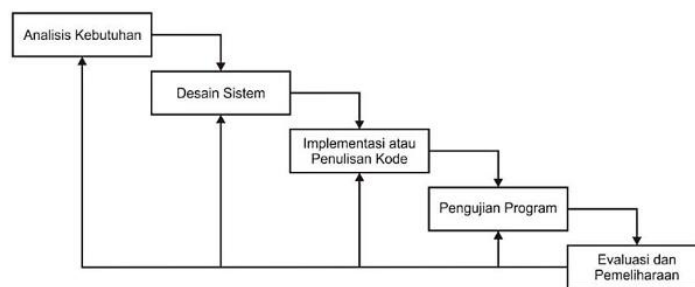 Analisis Kebutuhan
Desain Sistem
Implementasi atau
Penulisan Kode
Pengujian Program
Evaluasi dan
Pemeliharaan